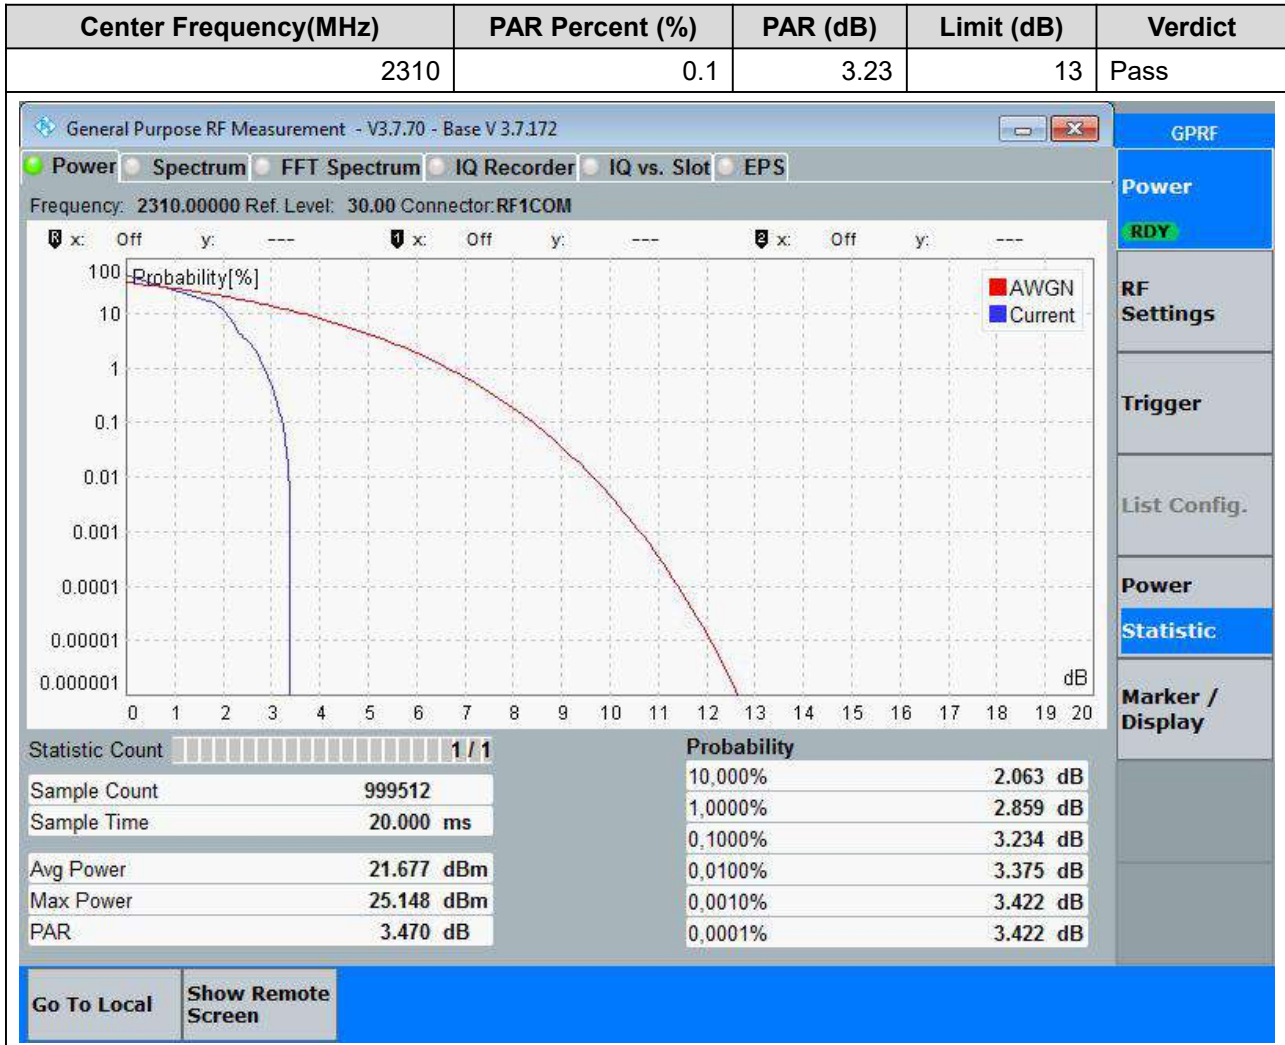 Center Frequency(MHz) PAR Percent (%) PAR (dB) Limit (dB) Verdict
2310 0.1 3.23 13 Pass
General Purpose RF Measurement - V3.7.70 - Base V 3.7.172
GPRF
Power Spectrum FFT Spectrum IQ Recorder IQ vs. Slot EPS
Frequency: 2310.00000 Ref. Level: 30.00 Connector:RF1COM
R x: Off y: --- 1 x: Off y: --- 2 x: Off y: ---
Probability[%]
AWGN
Current
100
10
1
0.1
0.01
0.001
0.0001
0.00001
0.000001
dB
0 1 2 3 4 5 6 7 8 9 10 11 12 13 14 15 16 17 18 19 20
Statistic Count 1 / 1
Sample Count 999512
Sample Time 20.000 ms
Avg Power 21.677 dBm
Max Power 25.148 dBm
PAR 3.470 dB
Probability
10,000% 2.063 dB
1,0000% 2.859 dB
0,1000% 3.234 dB
0,0100% 3.375 dB
0,0010% 3.422 dB
0,0001% 3.422 dB
Power
RDY
RF
Settings
Trigger
List Config.
Power
Statistic
Marker /
Display
Go To Local
Show Remote
Screen